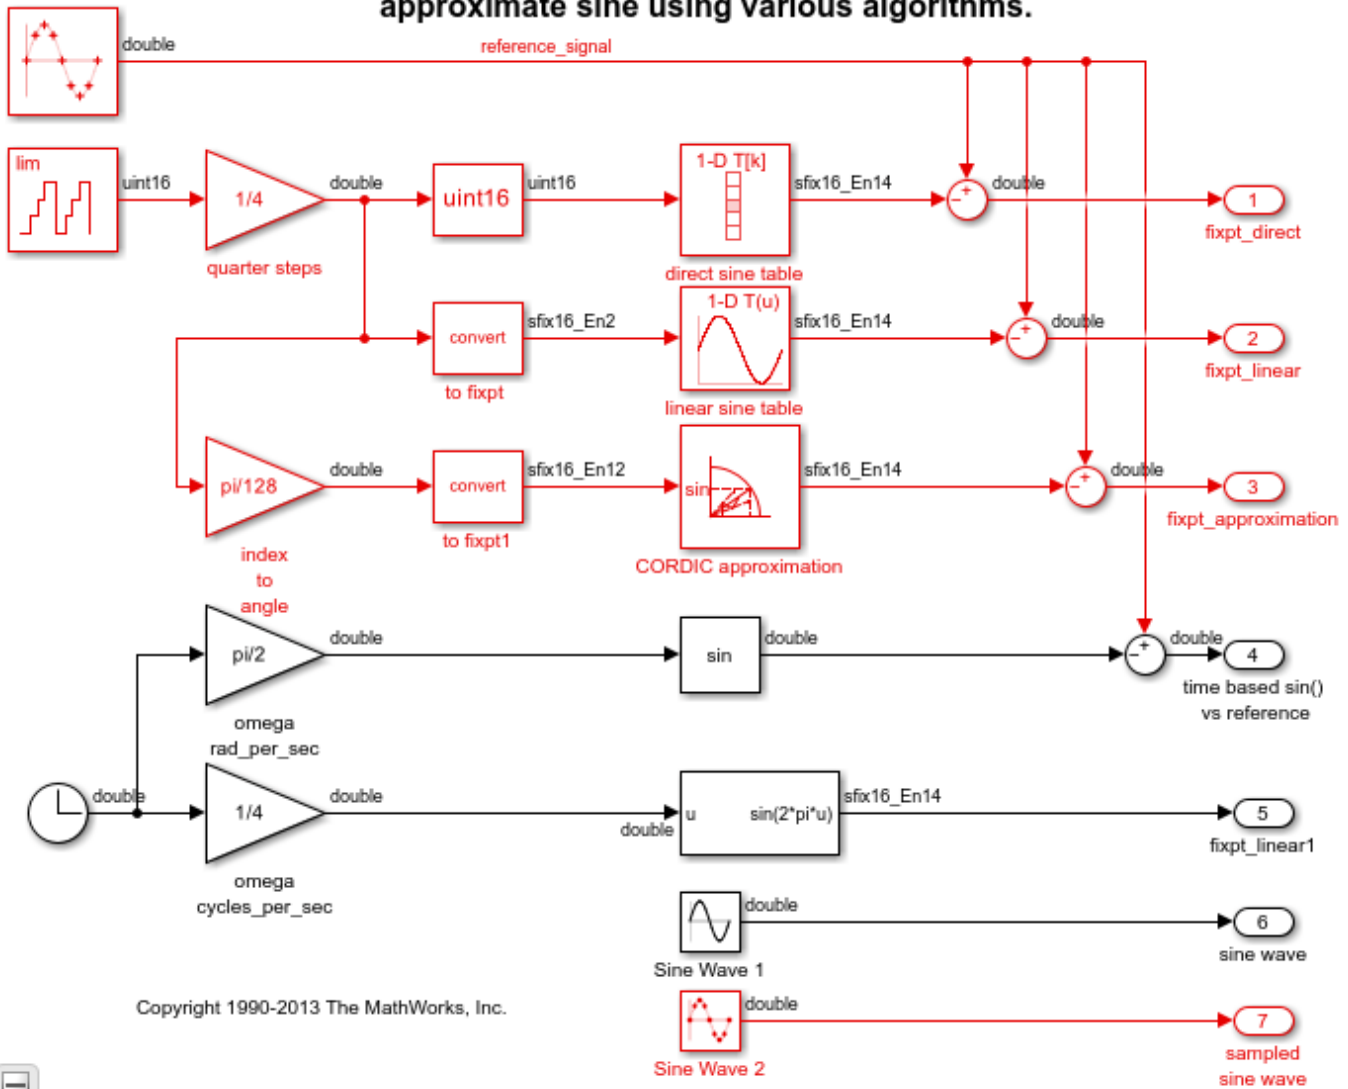 approximate sine using various algorithms.
double
reference_signal
lim
uint16
1/4
quarter steps
double
uint16
uint16
1-D T[k]
direct sine table
sfix16_En14
−
+
double
1
fixpt_direct
convert
to fixpt
sfix16_En2
1-D T(u)
linear sine table
sfix16_En14
−
+
double
2
fixpt_linear
pi/128
index
to
angle
double
convert
to fixpt1
sfix16_En12
sin
CORDIC approximation
sfix16_En14
−
+
double
3
fixpt_approximation
pi/2
omega
rad_per_sec
double
sin
double
−
+
double
4
time based sin()
vs reference
double
1/4
omega
cycles_per_sec
double
double
u
sin(2*pi*u)
sfix16_En14
5
fixpt_linear1
double
Sine Wave 1
6
sine wave
Copyright 1990-2013 The MathWorks, Inc.
double
Sine Wave 2
7
sampled
sine wave